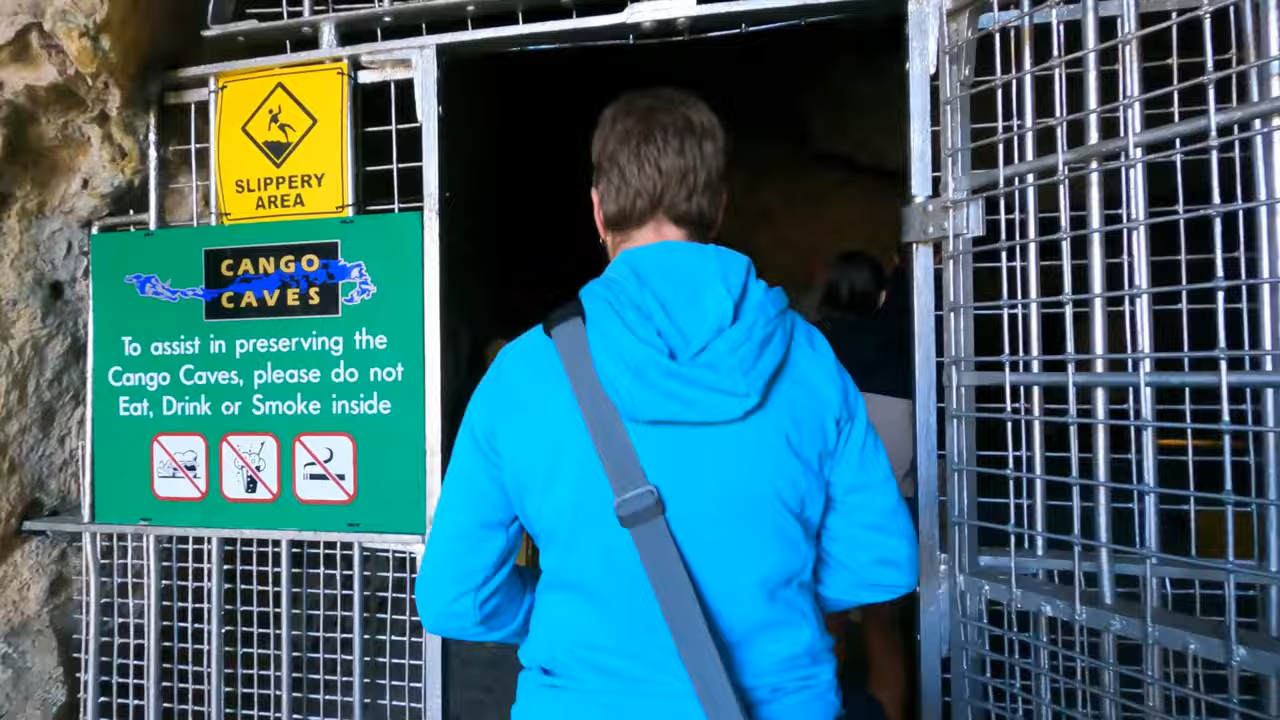 SLIPPERY
AREA
CANGO
CAVES
To assist in preserving the
Cango Caves, please do not
Eat, Drink or Smoke inside